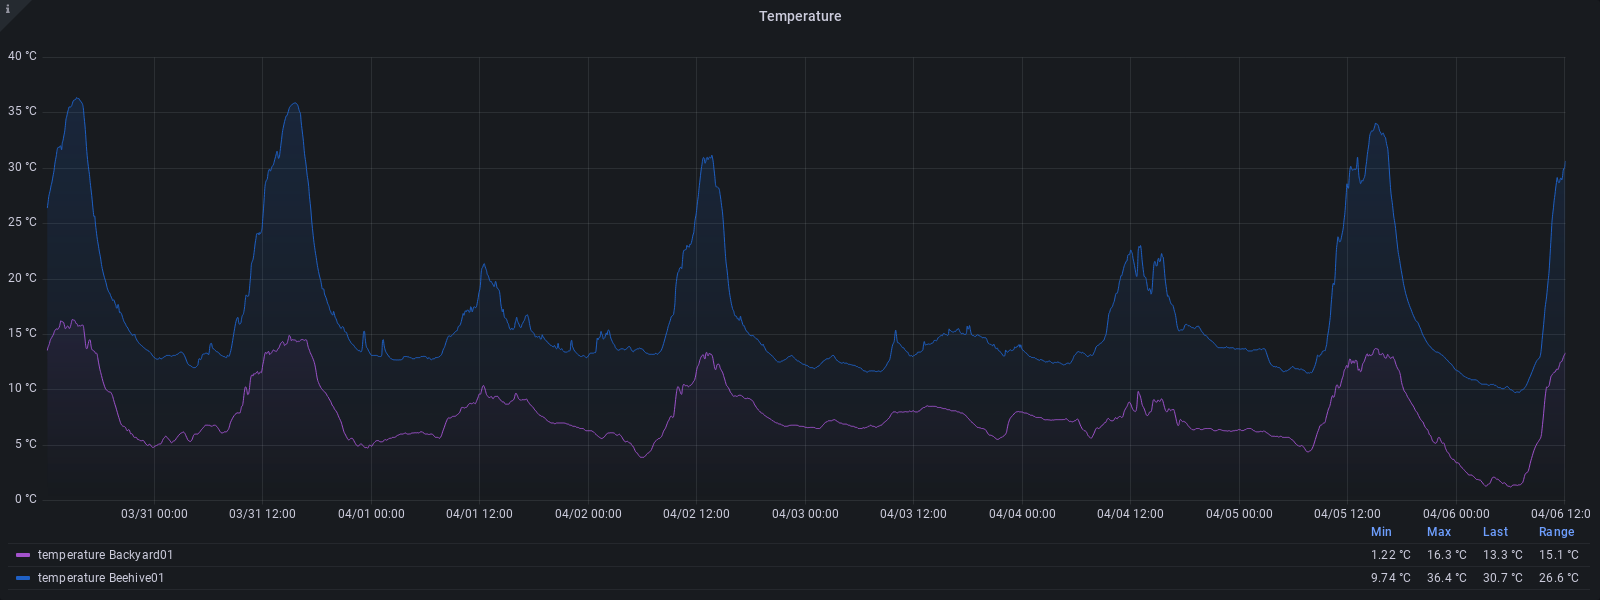 i
Temperature
40 °C
35 °C
30 °C
25 °C
20 °C
15 °C
10 °C
5 °C
0 °C
03/31 00:00 03/31 12:00 04/01 00:00 04/01 12:00 04/02 00:00 04/02 12:00 04/03 00:00 04/03 12:00 04/04 00:00 04/04 12:00 04/05 00:00 04/05 12:00 04/06 00:00 04/06 12:0
Min Max Last Range
temperature Backyard01 1.22 °C 16.3 °C 13.3 °C 15.1 °C
temperature Beehive01 9.74 °C 36.4 °C 30.7 °C 26.6 °C